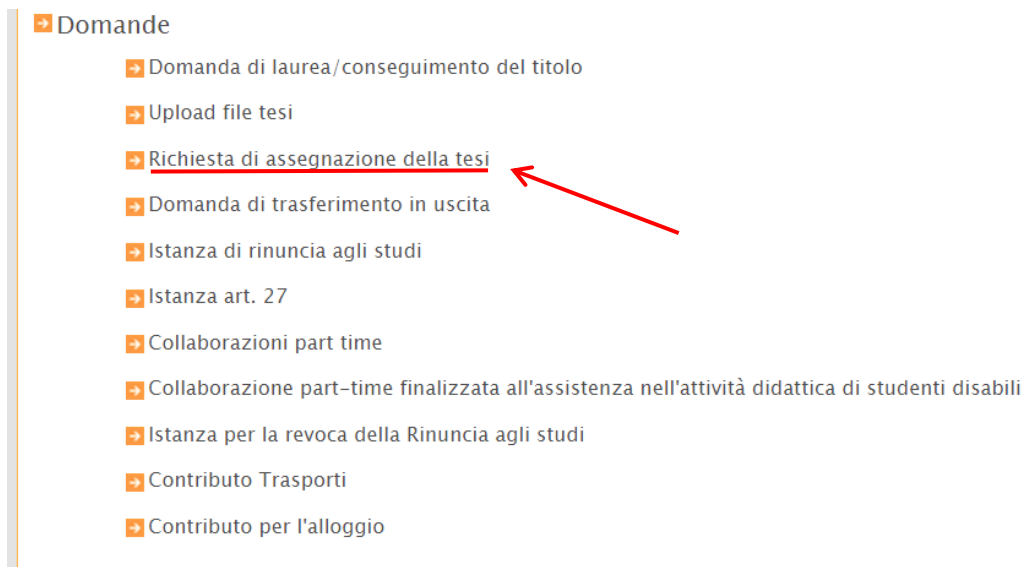 Domande
Domanda di laurea/conseguimento del titolo
Upload file tesi
Richiesta di assegnazione della tesi
Domanda di trasferimento in uscita
Istanza di rinuncia agli studi
Istanza art. 27
Collaborazioni part time
Collaborazione part-time finalizzata all'assistenza nell'attività didattica di studenti disabili
Istanza per la revoca della Rinuncia agli studi
Contributo Trasporti
Contributo per l'alloggio